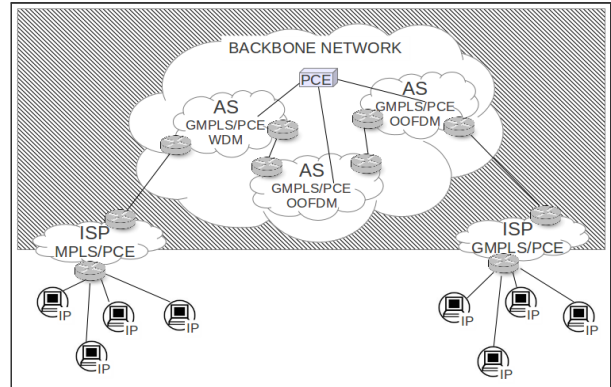 BACKBONE NETWORK
PCE
AS
GMPLS/PCE
WDM
AS
GMPLS/PCE
OOFDM
AS
GMPLS/PCE
OOFDM
ISP
MPLS/PCE
ISP
GMPLS/PCE
IP
IP
IP
IP
IP
IP
IP
IP